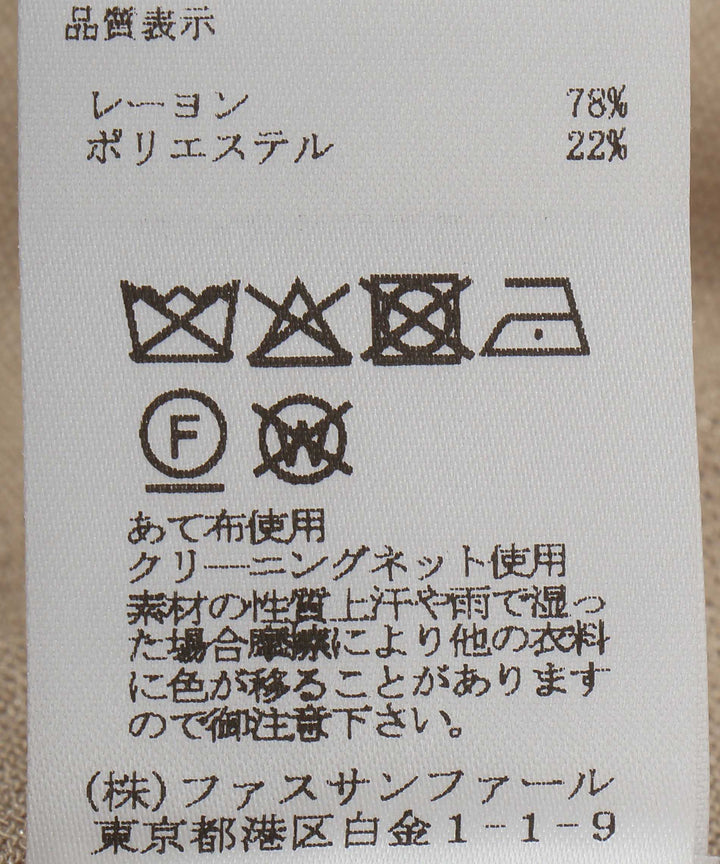 品質表示
レーヨン 78%
ポリエステル 22%
F
W
あて布使用
クリーニングネット使用
素材の性質上汗や雨で湿っ
た場合摩擦により他の衣料
に色が移ることがあります
ので御注意下さい。
(株)ファスサンファール
東京都港区白金1-1-9